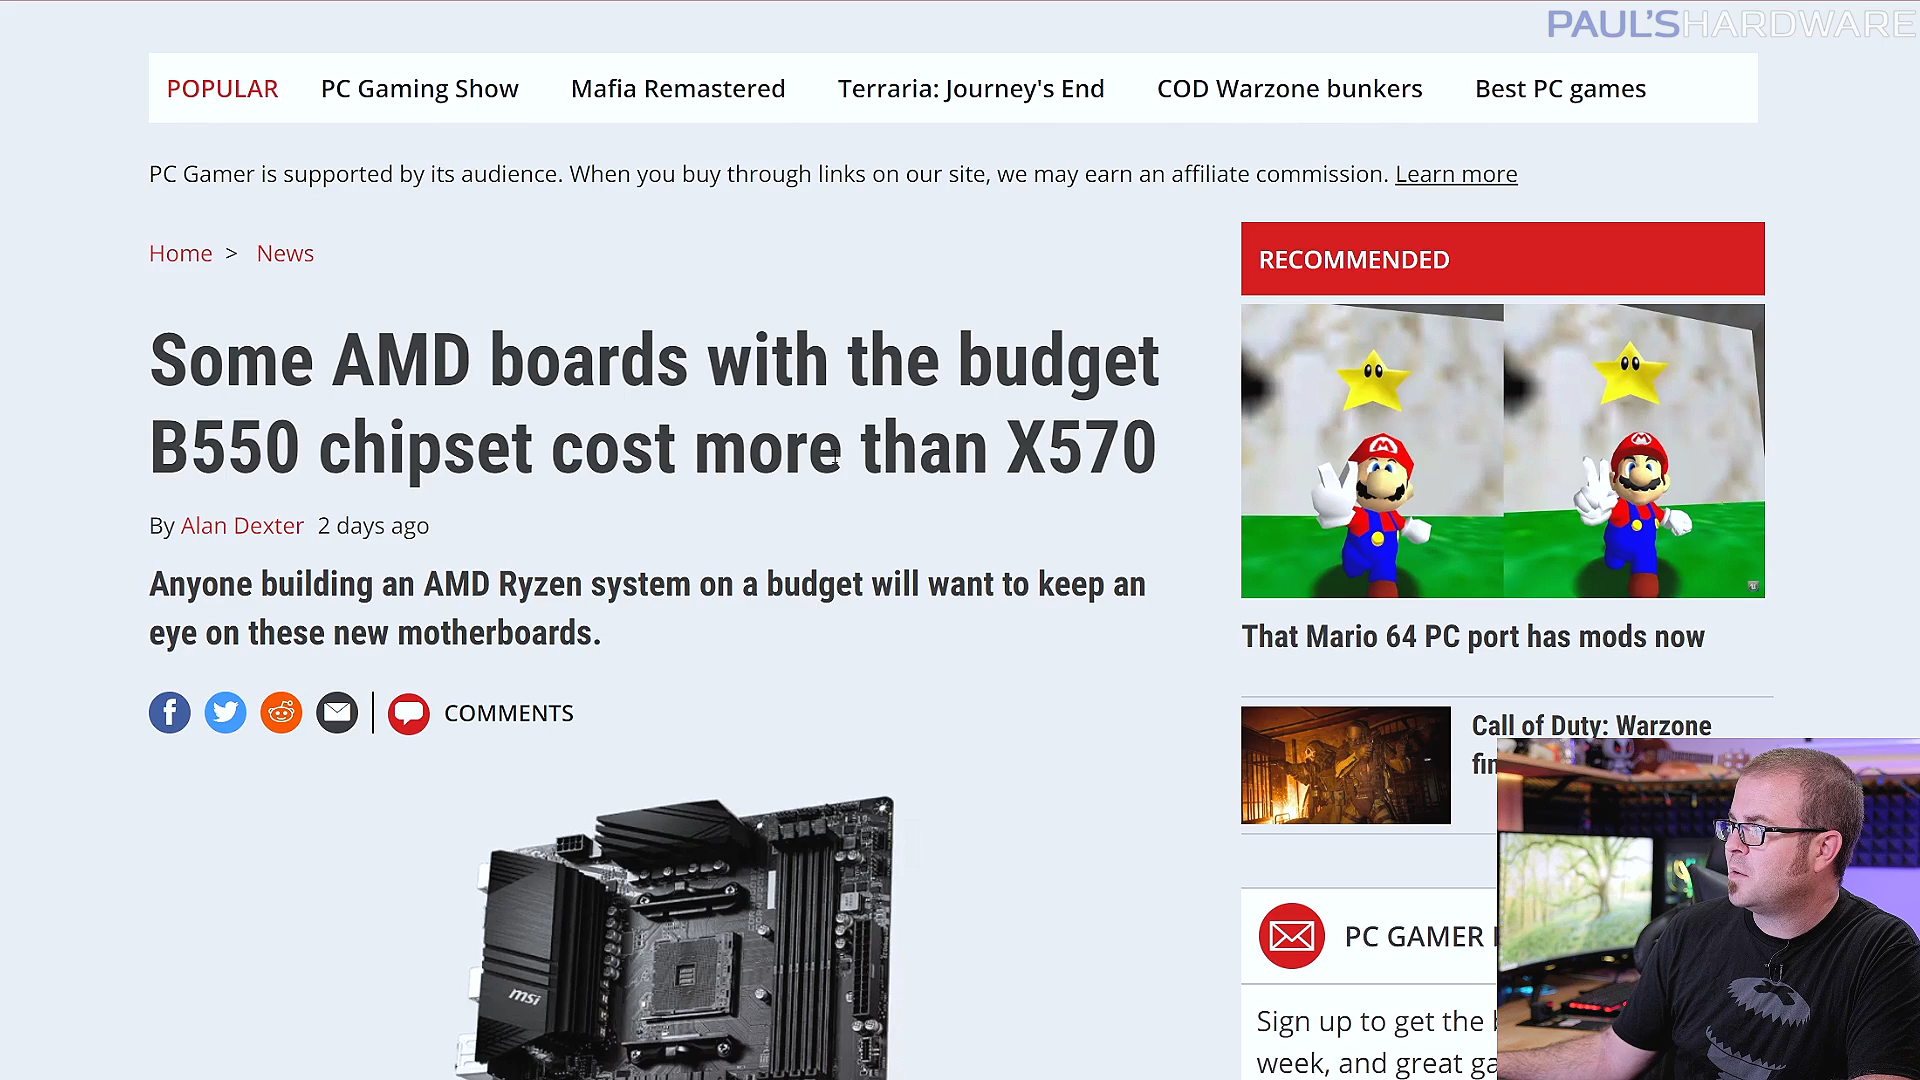 PAUL'SHARDWARE
POPULAR PC Gaming Show Mafia Remastered Terraria: Journey's End COD Warzone bunkers Best PC games
PC Gamer is supported by its audience. When you buy through links on our site, we may earn an affiliate commission. Learn more
Home > News
Some AMD boards with the budget
B550 chipset cost more than X570
By Alan Dexter 2 days ago
Anyone building an AMD Ryzen system on a budget will want to keep an
eye on these new motherboards.
COMMENTS
msi
RECOMMENDED
That Mario 64 PC port has mods now
Call of Duty: Warzone
PC GAMER
Sign up to get the
week, and great